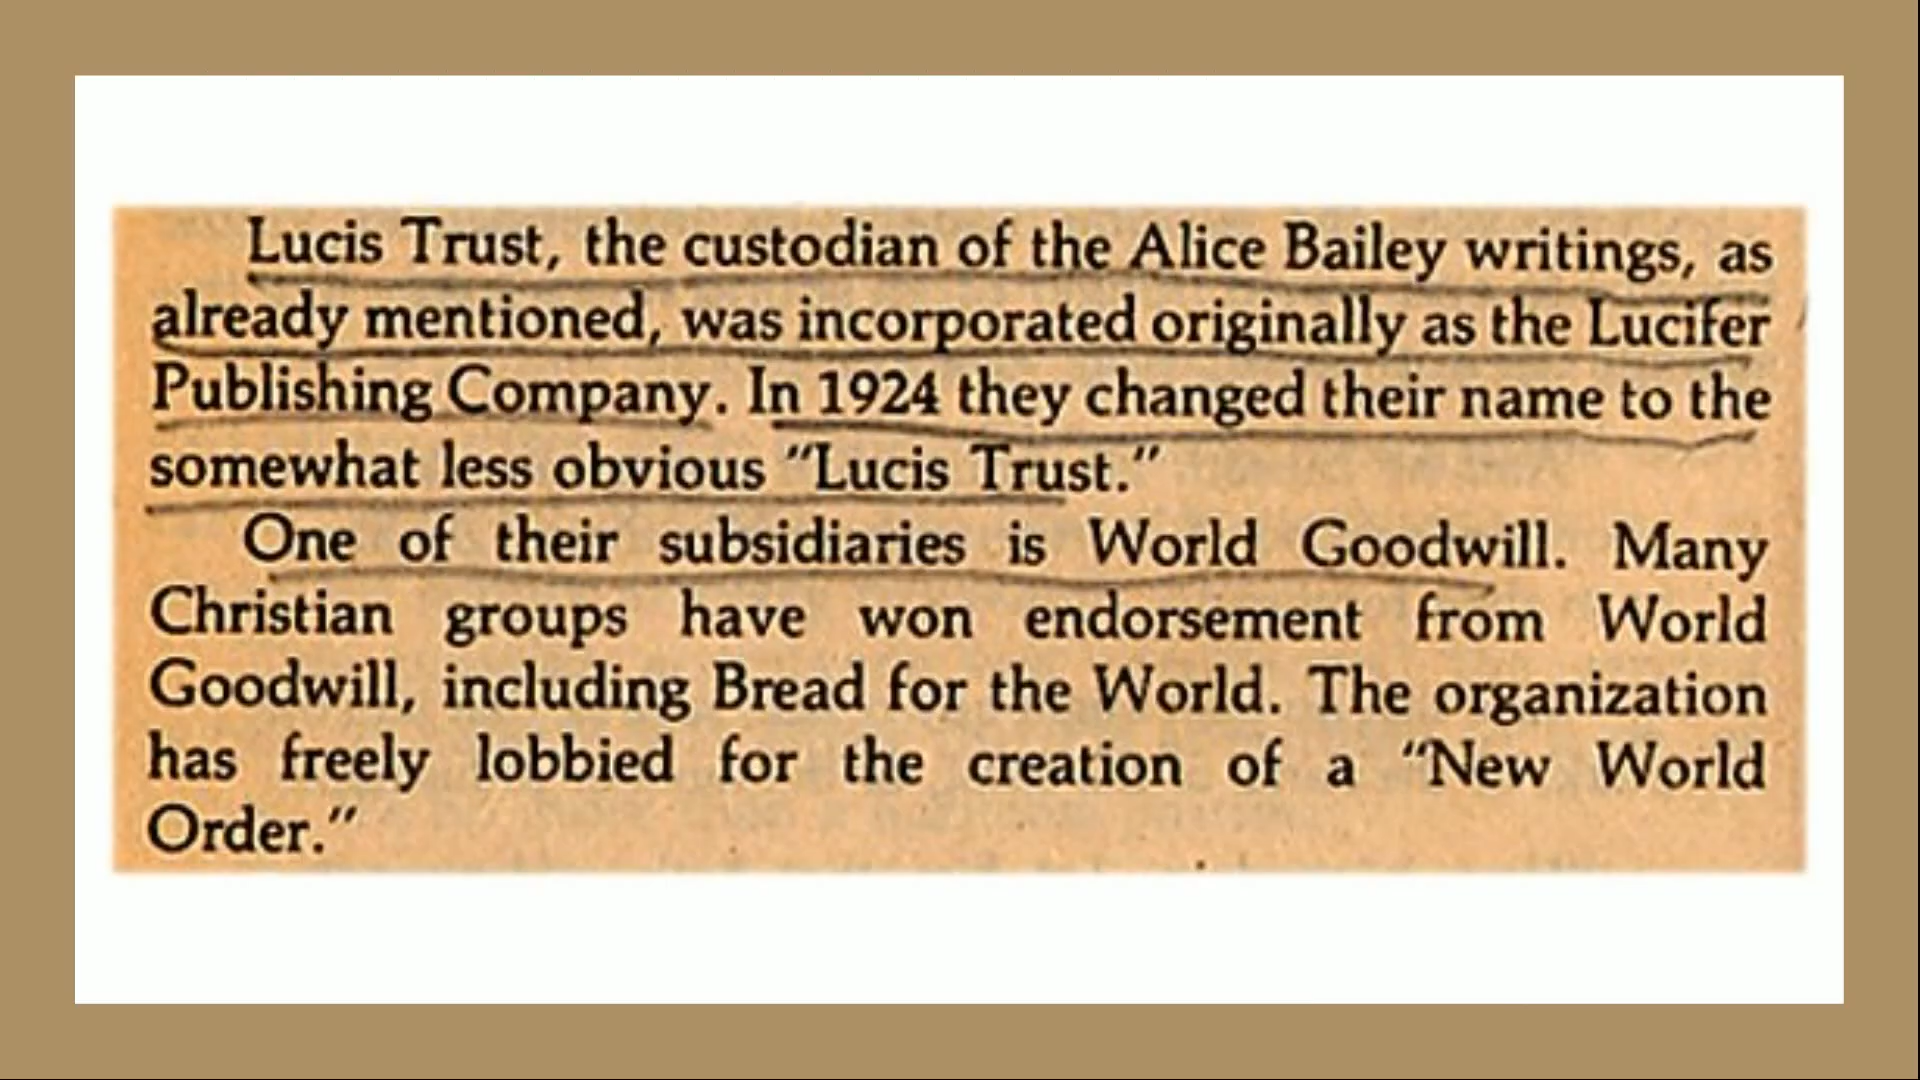 Lucis Trust, the custodian of the Alice Bailey writings, as
already mentioned, was incorporated originally as the Lucifer
Publishing Company. In 1924 they changed their name to the
somewhat less obvious “Lucis Trust.”
One of their subsidiaries is World Goodwill. Many
Christian groups have won endorsement from World
Goodwill, including Bread for the World. The organization
has freely lobbied for the creation of a “New World
Order.”